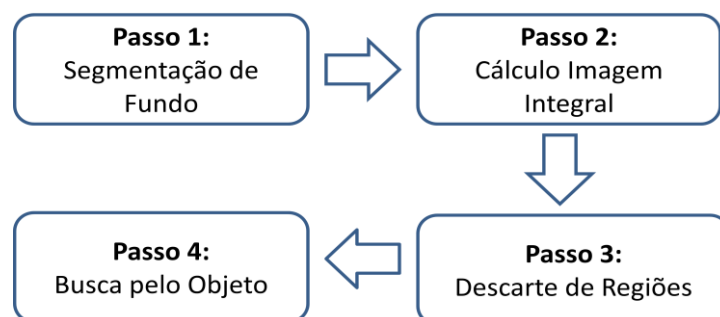 Passo 1:
Segmentação de
Fundo
Passo 2:
Cálculo Imagem
Integral
Passo 3:
Descarte de Regiões
Passo 4:
Busca pelo Objeto